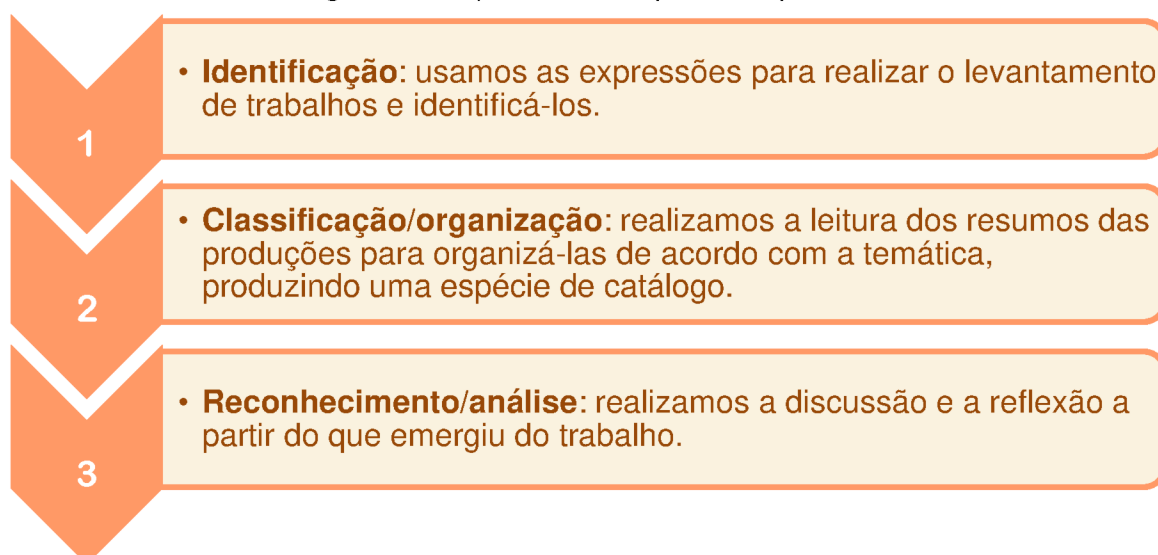 • Identificação: usamos as expressões para realizar o levantamento
de trabalhos e identificá-los.
1
• Classificação/organização: realizamos a leitura dos resumos das
produções para organizá-las de acordo com a temática,
produzindo uma espécie de catálogo.
2
• Reconhecimento/análise: realizamos a discussão e a reflexão a
partir do que emergiu do trabalho.
3